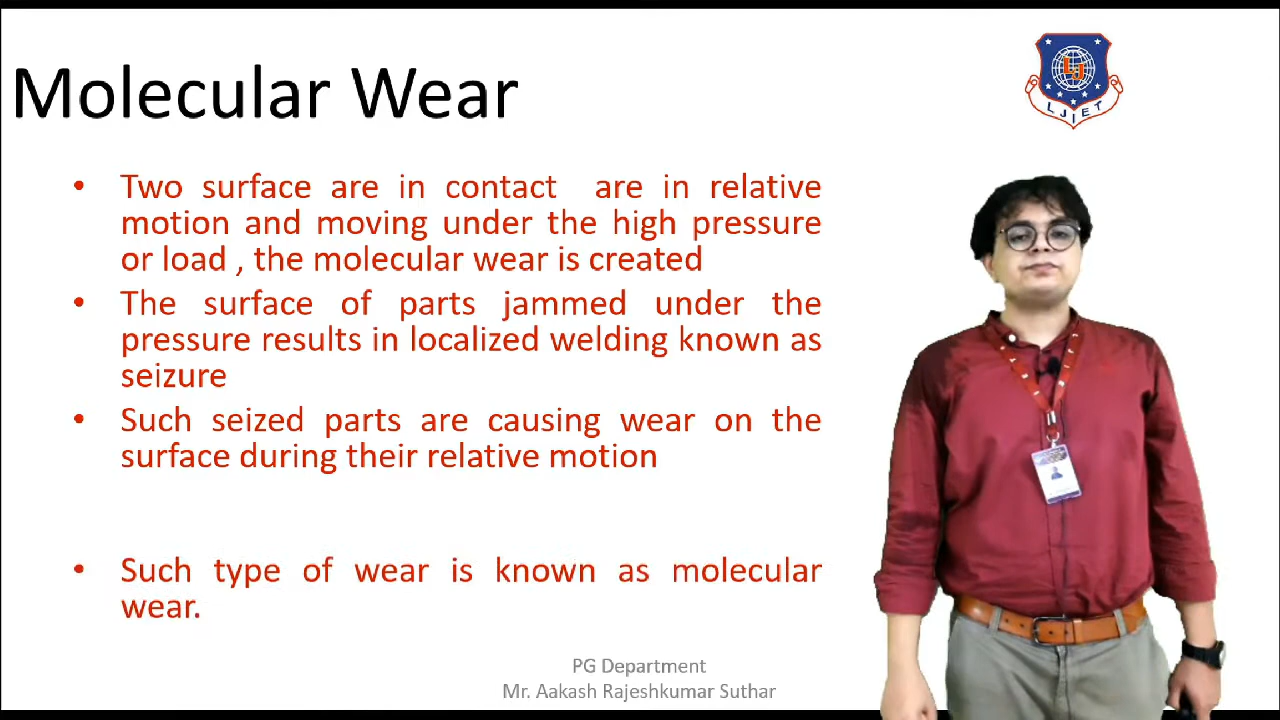 Molecular Wear
LJIET
• Two surface are in contact are in relative
motion and moving under the high pressure
or load , the molecular wear is created
• The surface of parts jammed under the
pressure results in localized welding known as
seizure
• Such seized parts are causing wear on the
surface during their relative motion
• Such type of wear is known as molecular
wear.
PG Department
Mr. Aakash Rajeshkumar Suthar